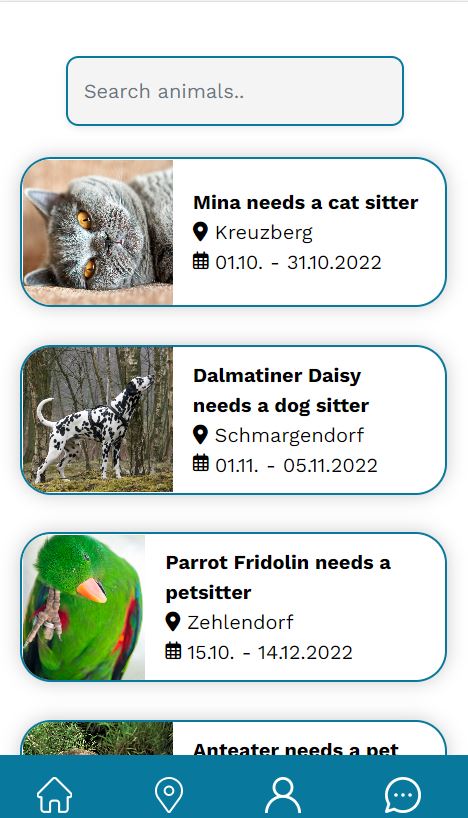 Search animals..
Mina needs a cat sitter
Kreuzberg
01.10. - 31.10.2022
Dalmatiner Daisy
needs a dog sitter
Schmargendorf
01.11. - 05.11.2022
Parrot Fridolin needs a
petsitter
Zehlendorf
15.10. - 14.12.2022
Anteater needs a pet